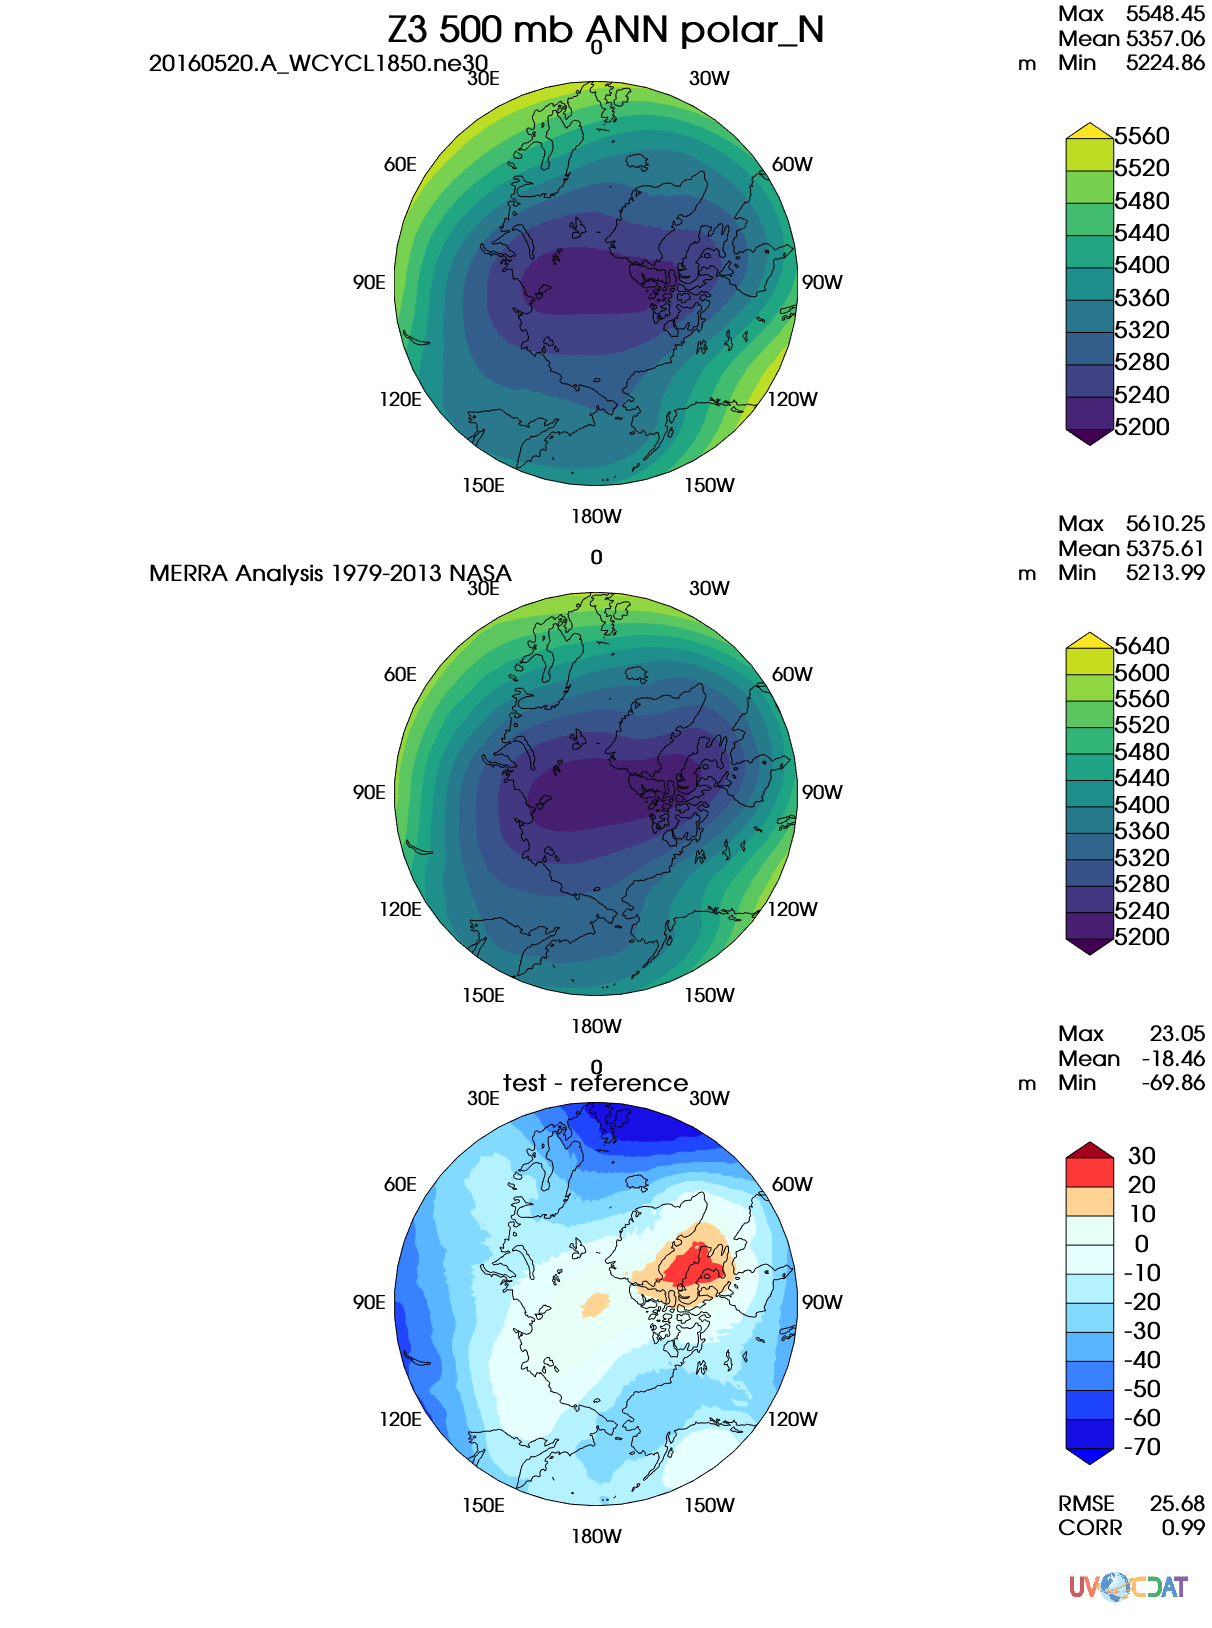 Z3 500 mb ANN polar_N
Max 5548.45
Mean 5357.06
m Min 5224.86
20160520.A_WCYCL1850.ne30
0
30E 30W
60E 60W
90E 90W
120E 120W
150E 150W
180W
5560
5520
5480
5440
5400
5360
5320
5280
5240
5200
Max 5610.25
Mean 5375.61
m Min 5213.99
MERRA Analysis 1979-2013 NASA
0
30E 30W
60E 60W
90E 90W
120E 120W
150E 150W
180W
5640
5600
5560
5520
5480
5440
5400
5360
5320
5280
5240
5200
Max 23.05
Mean -18.46
m Min -69.86
test - reference
0
30E 30W
60E 60W
90E 90W
120E 120W
150E 150W
180W
30
20
10
0
-10
-20
-30
-40
-50
-60
-70
RMSE 25.68
CORR 0.99
UV CDAT